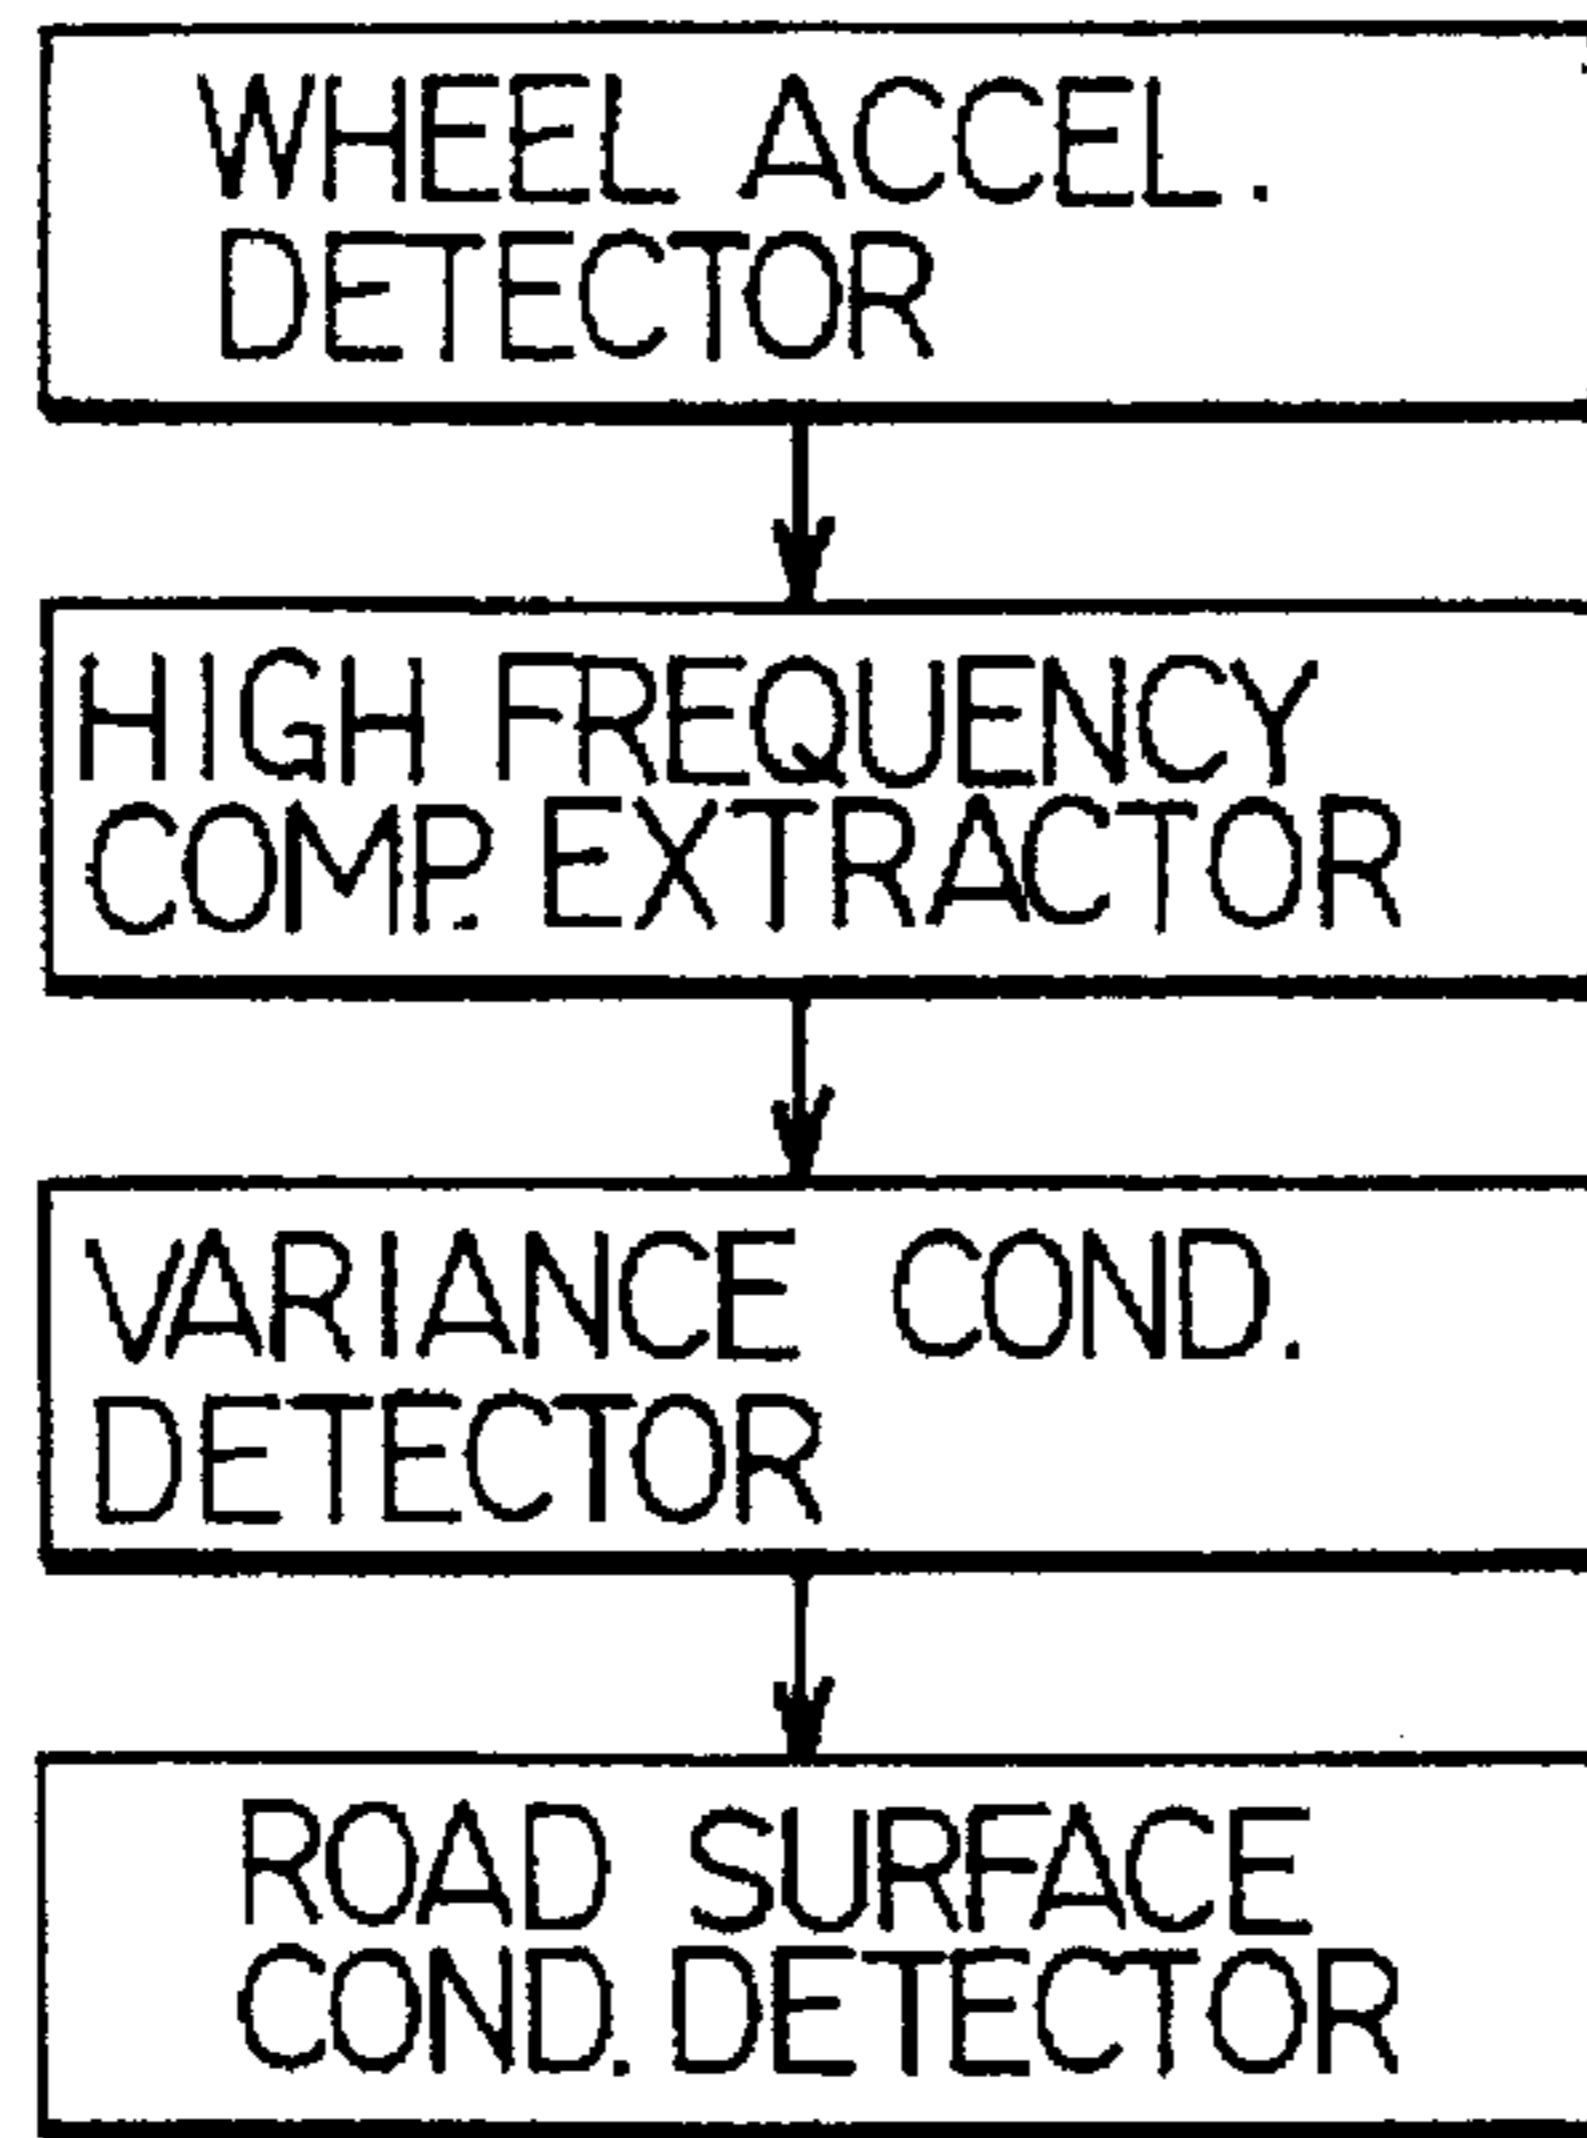 WHEEL ACCEL.
DETECTOR
HIGH FREQUENCY
COMP. EXTRACTOR
VARIANCE COND.
DETECTOR
ROAD SURFACE
COND. DETECTOR